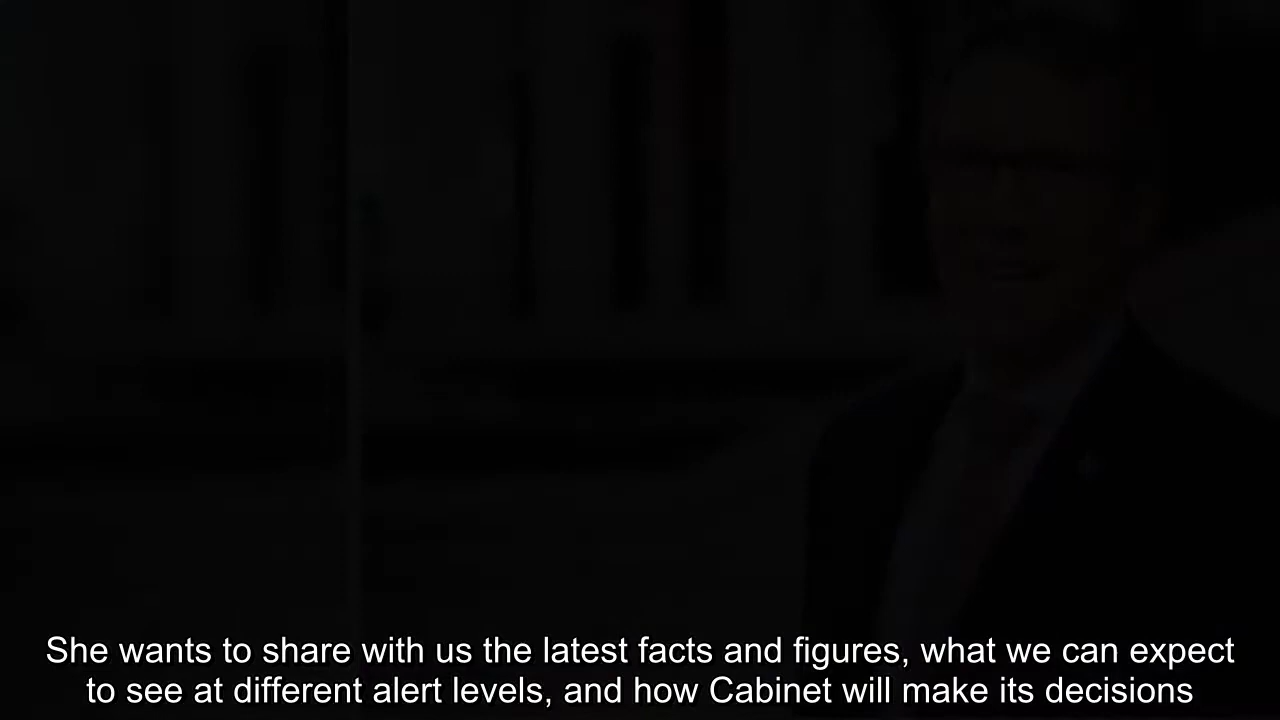 She wants to share with us the latest facts and figures, what we can expect
to see at different alert levels, and how Cabinet will make its decisions